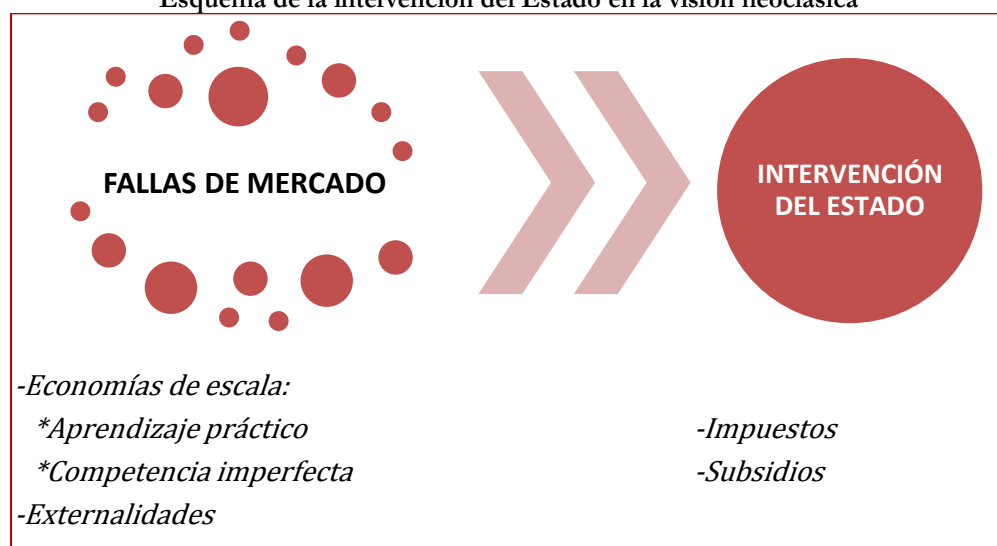 Esquema de la intervención del Estado en la visión neoclásica
FALLAS DE MERCADO
INTERVENCIÓN
DEL ESTADO
-Economías de escala:
*Aprendizaje práctico
*Competencia imperfecta
-Externalidades
-Impuestos
-Subsidios